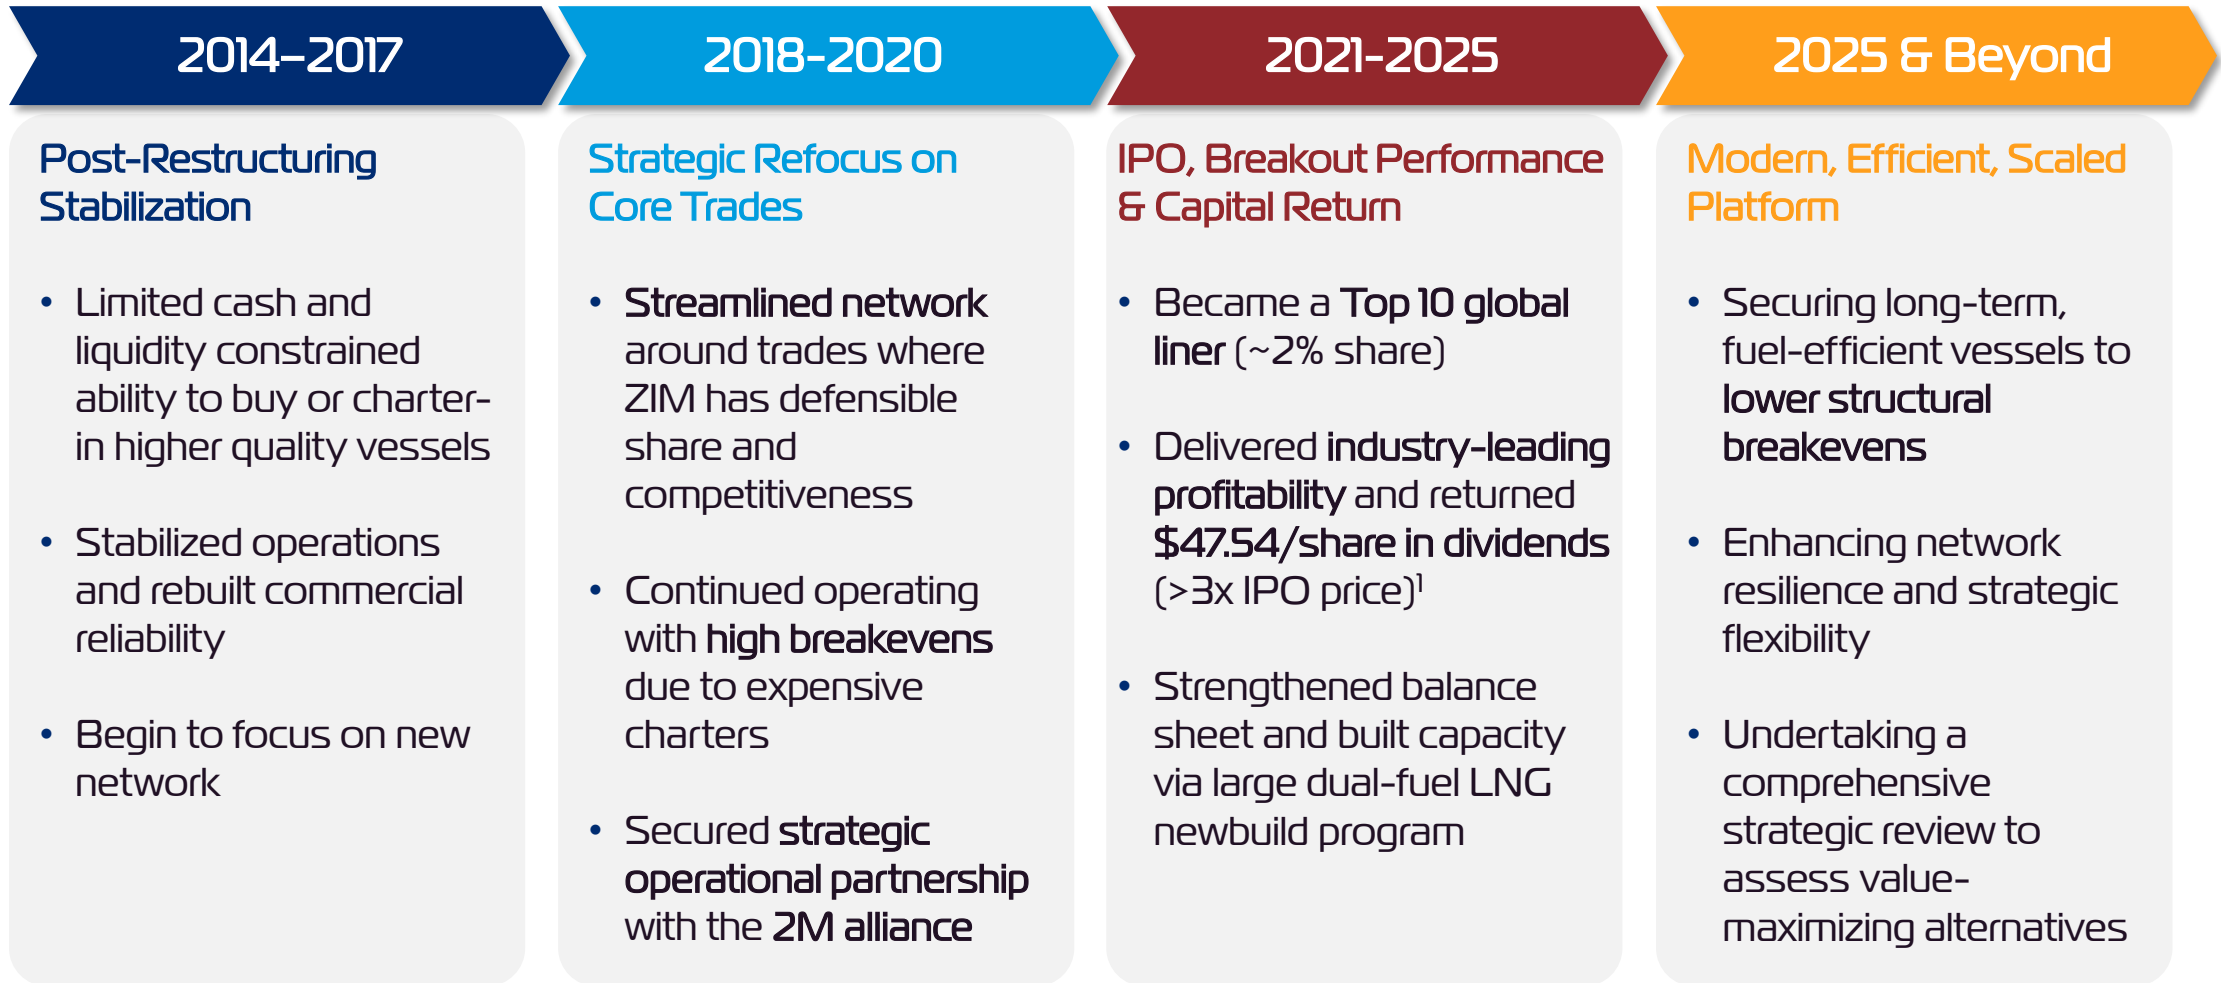 2014–2017
Post-Restructuring
Stabilization
• Limited cash and
liquidity constrained
ability to buy or charter-
in higher quality vessels
• Stabilized operations
and rebuilt commercial
reliability
• Begin to focus on new
network
2018-2020
Strategic Refocus on
Core Trades
• Streamlined network
around trades where
ZIM has defensible
share and
competitiveness
• Continued operating
with high breakevens
due to expensive
charters
• Secured strategic
operational partnership
with the 2M alliance
2021-2025
IPO, Breakout Performance
& Capital Return
• Became a Top 10 global
liner (~2% share)
• Delivered industry-leading
profitability and returned
$47.54/share in dividends
(>3x IPO price)¹
• Strengthened balance
sheet and built capacity
via large dual-fuel LNG
newbuild program
2025 & Beyond
Modern, Efficient, Scaled
Platform
• Securing long-term,
fuel-efficient vessels to
lower structural
breakevens
• Enhancing network
resilience and strategic
flexibility
• Undertaking a
comprehensive
strategic review to
assess value-
maximizing alternatives